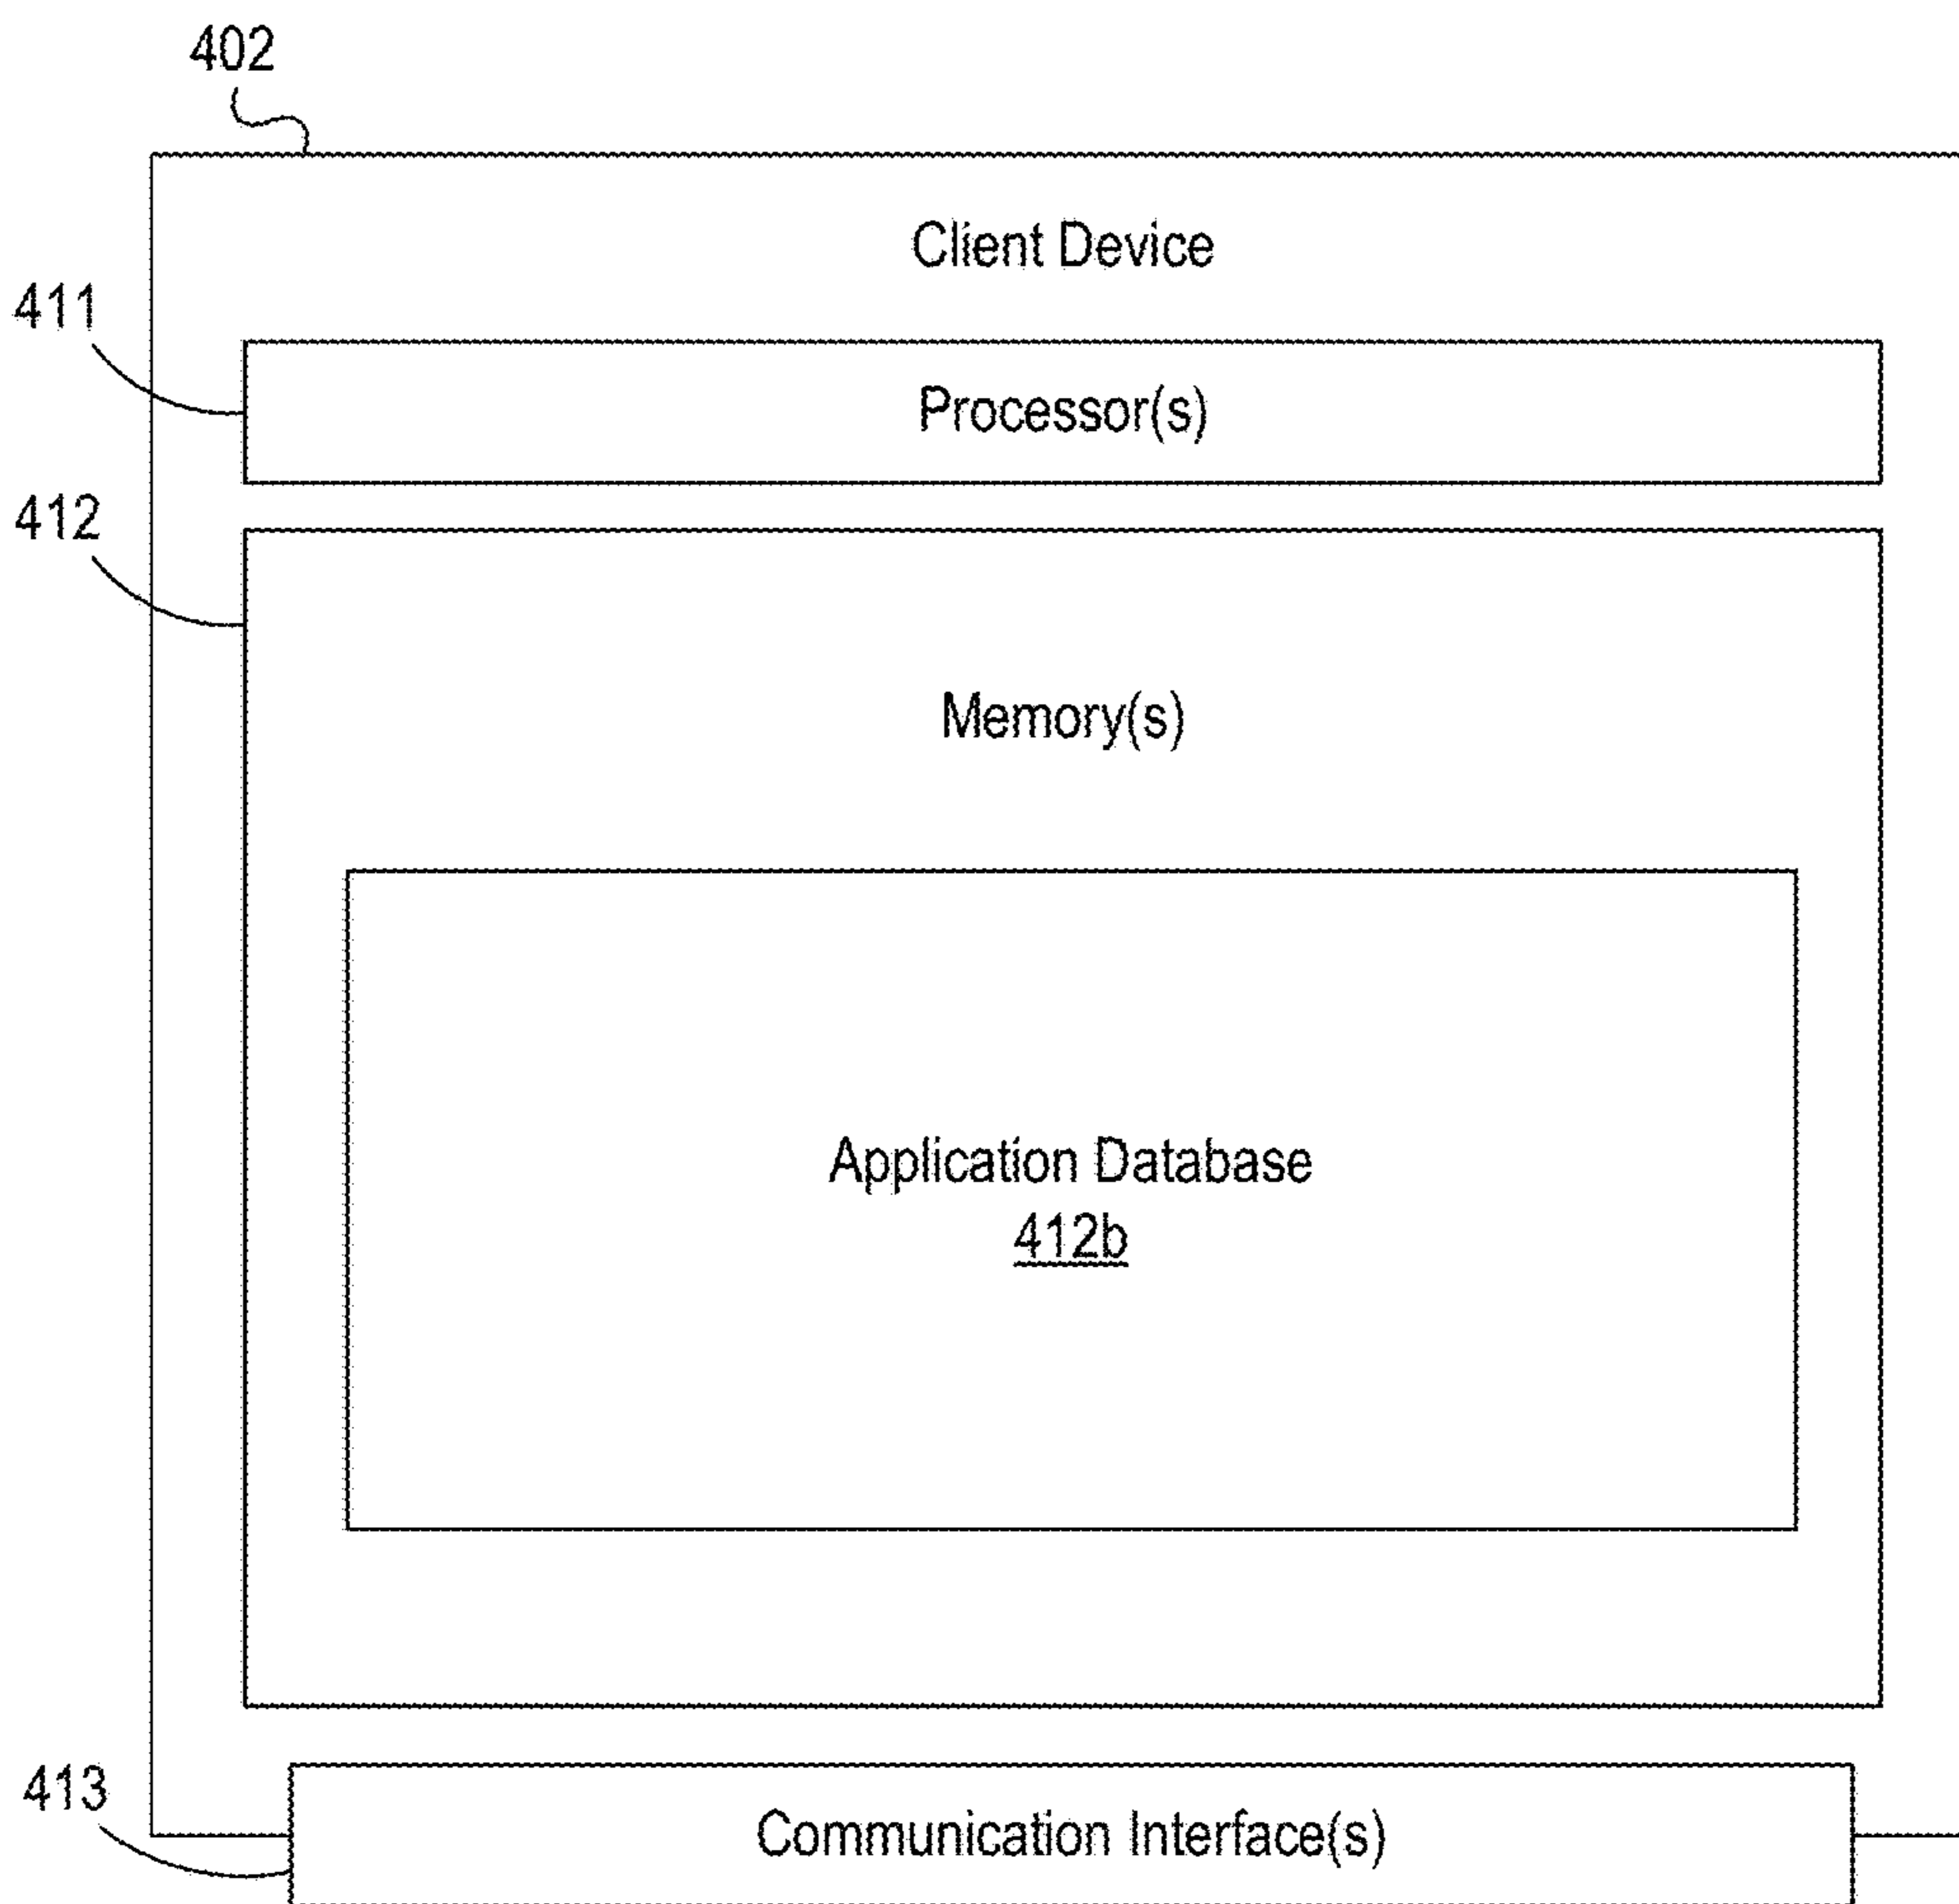 402
Client Device
411
Processor(s)
412
Memory(s)
Application Database
412b
413
Communication Interface(s)